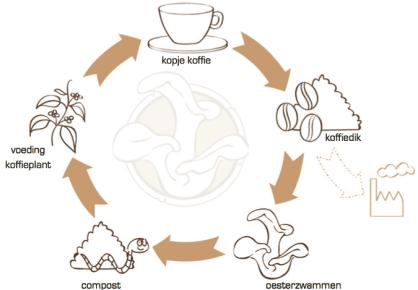 kopje koffie
koffiedik
voeding
koffieplant
compost
oesterzwammen